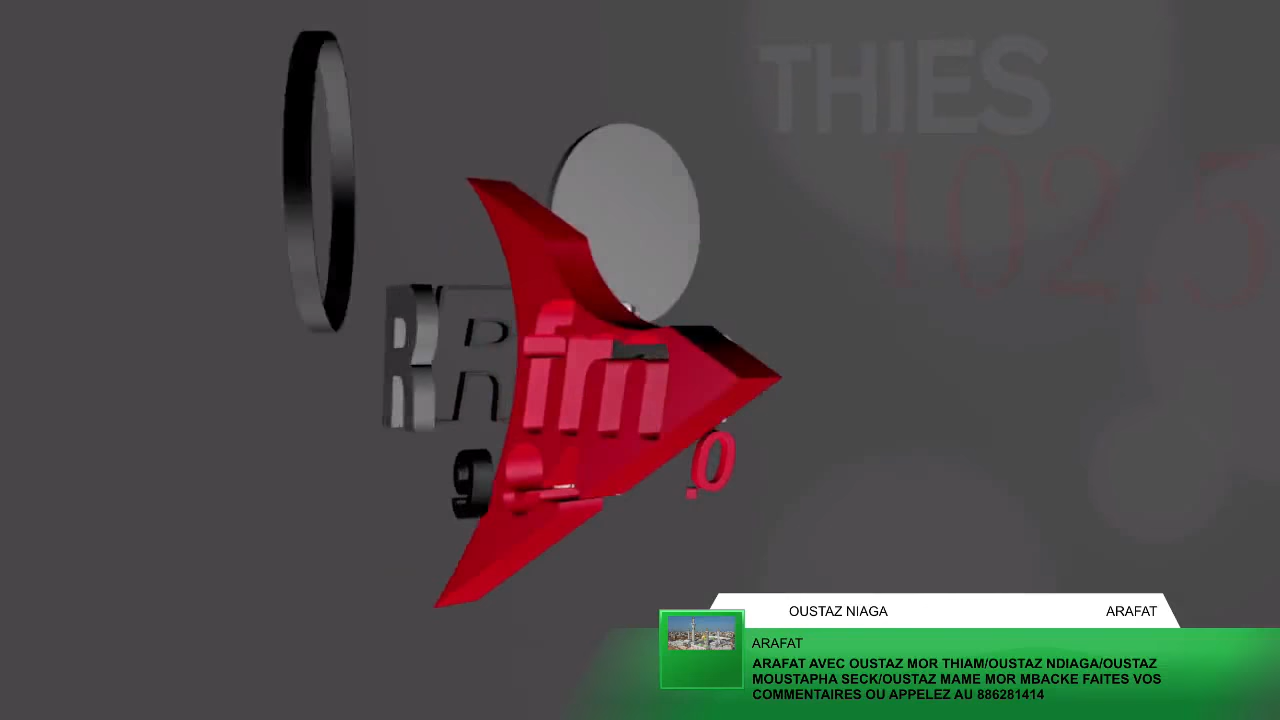 THIES
102.5
fm
OUSTAZ NIAGA ARAFAT
ARAFAT
ARAFAT AVEC OUSTAZ MOR THIAM/OUSTAZ NDIAGA/OUSTAZ
MOUSTAPHA SECK/OUSTAZ MAME MOR MBACKE FAITES VOS
COMMENTAIRES OU APPELEZ AU 886281414